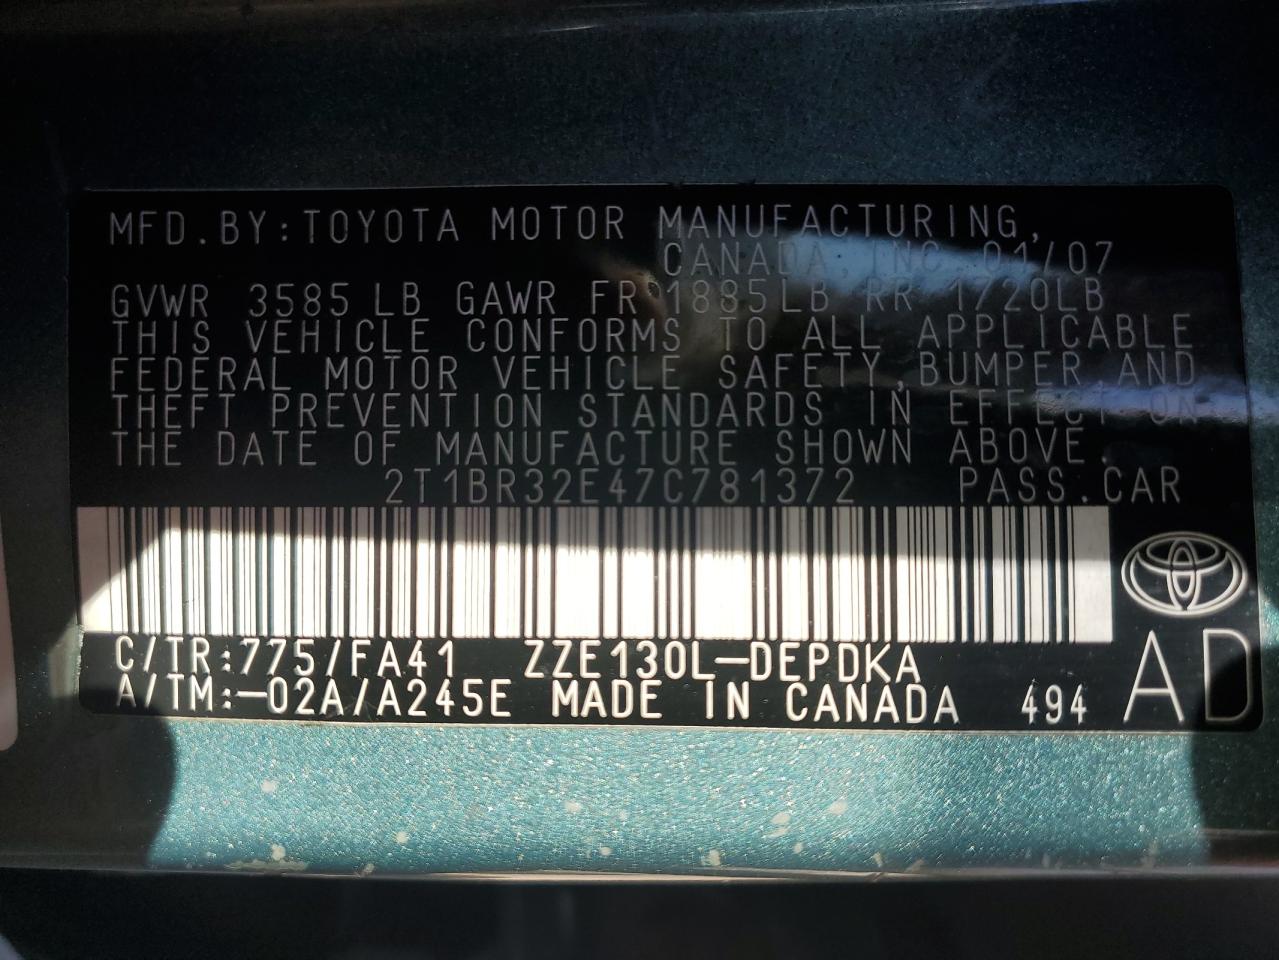 MFD.BY:TOYOTA MOTOR MANUFACTURING,
CANADA, INC. 01/07
GVWR 3585LB GAWR FR 1885LB RR 1720LB
THIS VEHICLE CONFORMS TO ALL APPLICABLE
FEDERAL MOTOR VEHICLE SAFETY,BUMPER,AND
THEFT PREVENTION STANDARDS IN EFFECT ON
THE DATE OF MANUFACTURE SHOWN ABOVE.
2T1BR32E47C781372 PASS.CAR
C/TR:775/FA41 ZZE130L-DEPDKA
A/TM:-02A/A245E MADE IN CANADA 494
AD